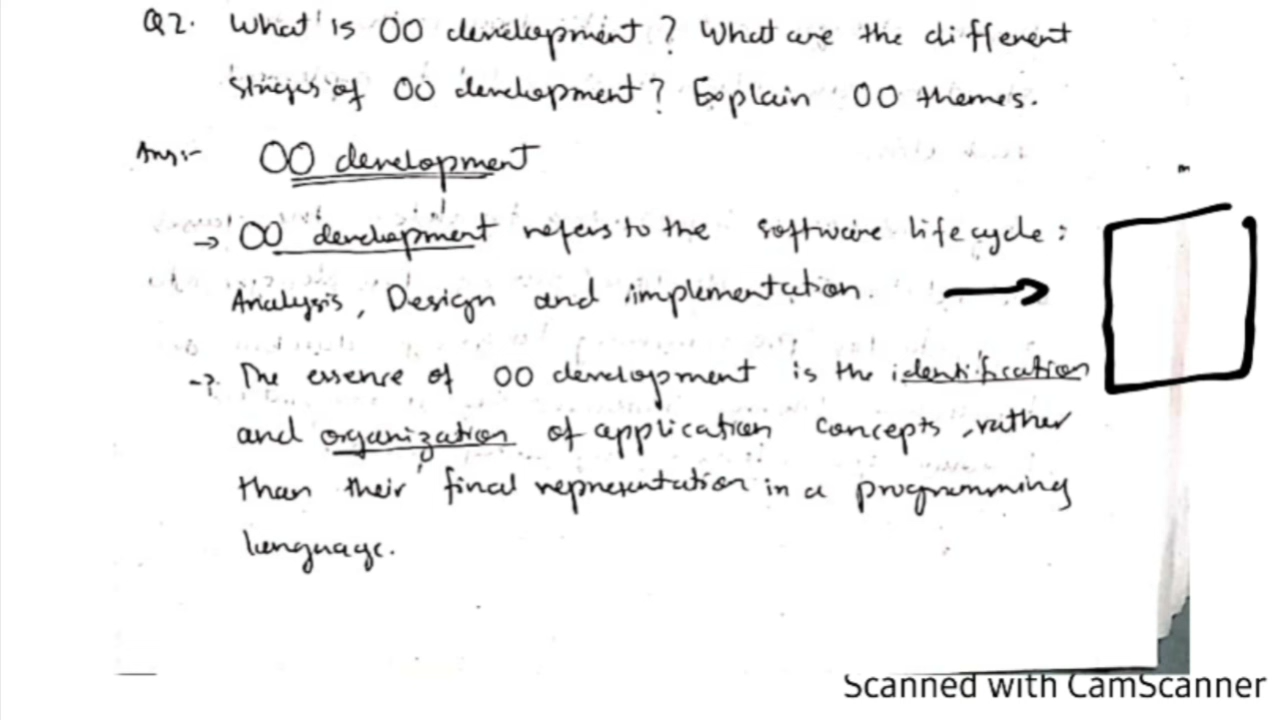 Q2. What is OO development? What are the different
stages of OO development? Explain OO themes.
Ans:- OO development
→ OO development refers to the software life cycle:
Analysis, Design and implementation. →
→ The essence of OO development is the identification
and organization of application concepts, rather
than their final representation in a programming
language.
Scanned with CamScanner